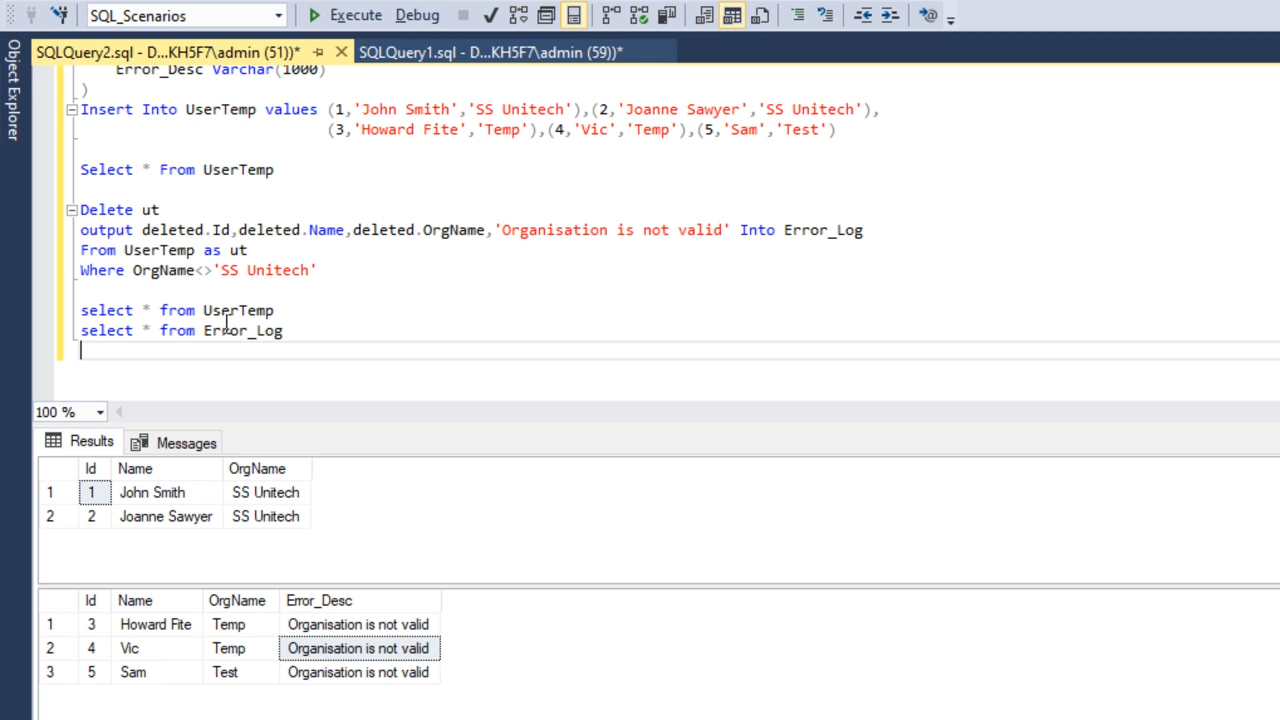 SQL_Scenarios Execute Debug
SQLQuery2.sql - D...KH5F7\admin (51))* SQLQuery1.sql - D...KH5F7\admin (59))*
Object Explorer
Error_Desc Varchar(1000)
)
Insert Into UserTemp values (1,'John Smith','SS Unitech'),(2,'Joanne Sawyer','SS Unitech'),
(3,'Howard Fite','Temp'),(4,'Vic','Temp'),(5,'Sam','Test')
Select * From UserTemp
Delete ut
output deleted.Id,deleted.Name,deleted.OrgName,'Organisation is not valid' Into Error_Log
From UserTemp as ut
Where OrgName<>'SS Unitech'
select * from UserTemp
select * from Error_Log
100 %
Results Messages
Id Name OrgName
1 1 John Smith SS Unitech
2 2 Joanne Sawyer SS Unitech
Id Name OrgName Error_Desc
1 3 Howard Fite Temp Organisation is not valid
2 4 Vic Temp Organisation is not valid
3 5 Sam Test Organisation is not valid